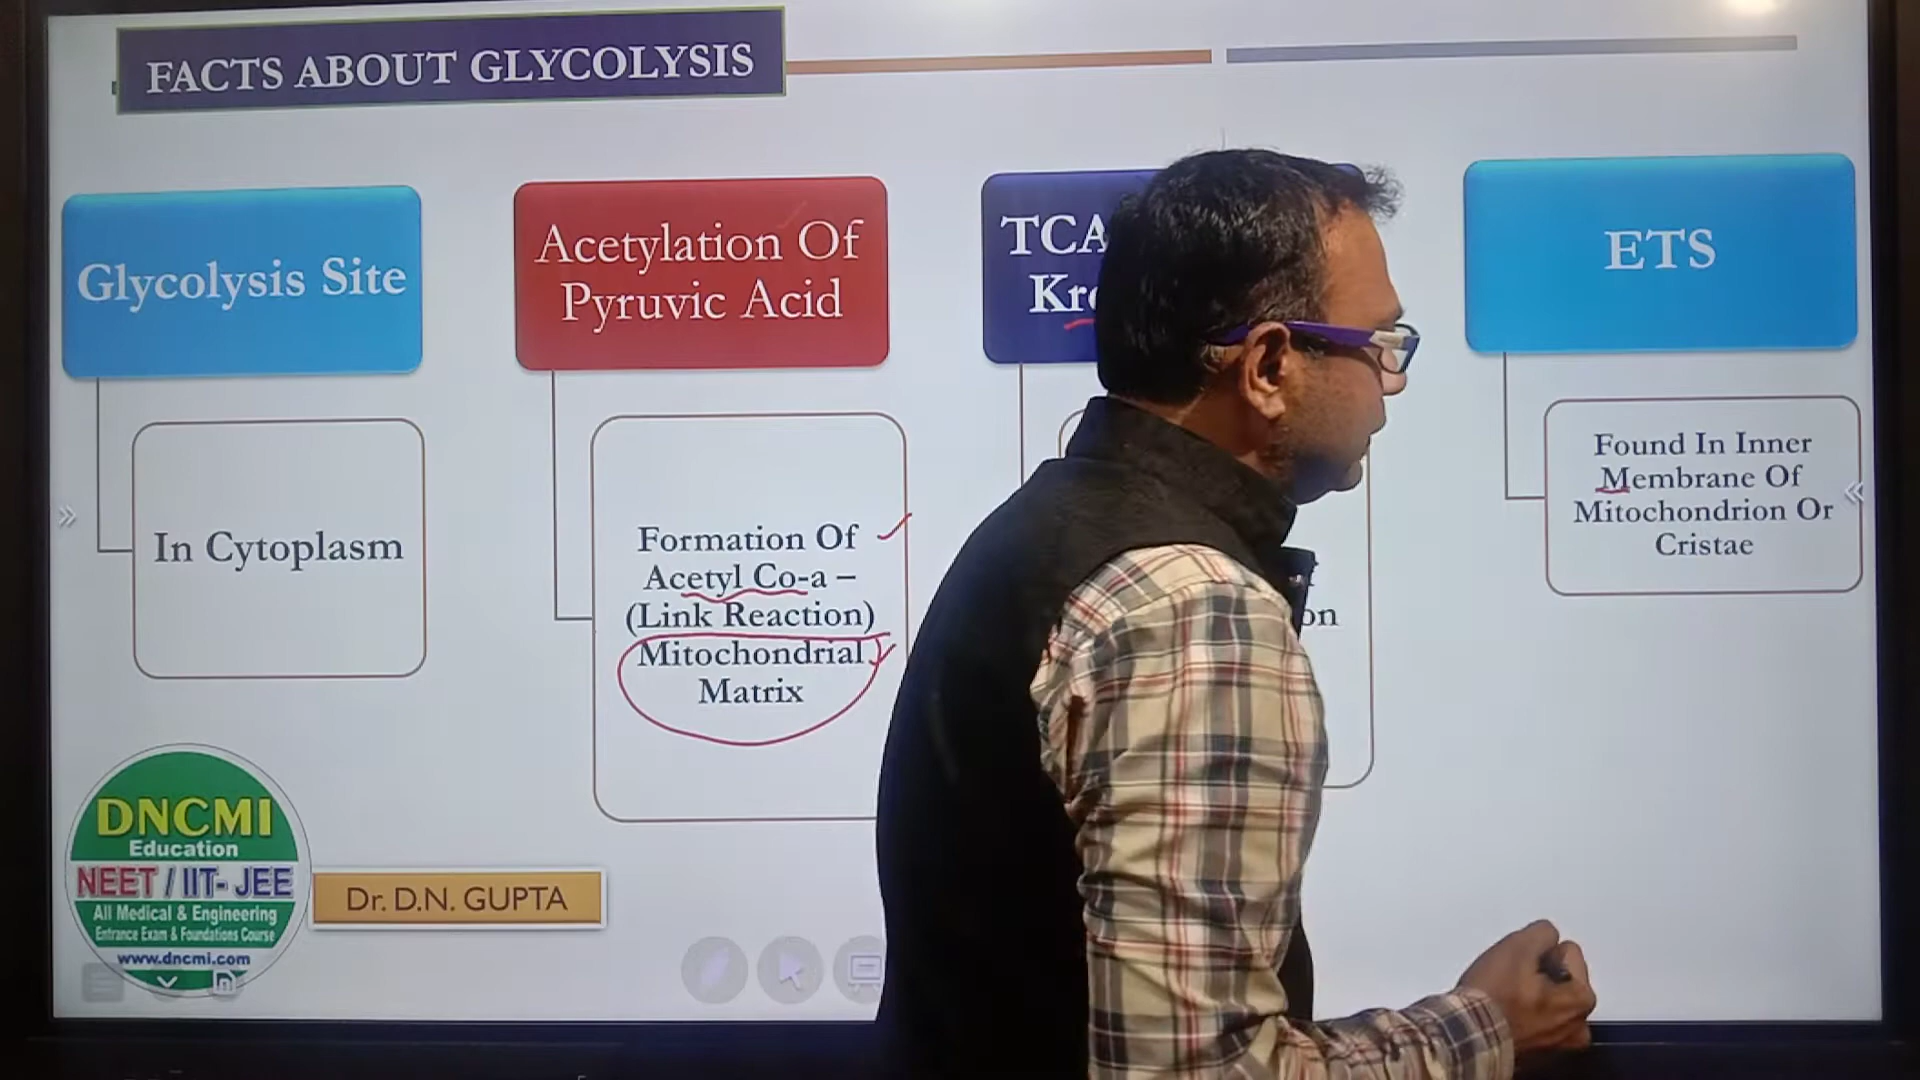 FACTS ABOUT GLYCOLYSIS
Glycolysis Site
In Cytoplasm
Acetylation Of
Pyruvic Acid
Formation Of
Acetyl Co-a –
(Link Reaction)
Mitochondrial
Matrix
TCA
ETS
Found In Inner
Membrane Of
Mitochondrion Or
Cristae
DNCMI
Education
NEET / IIT- JEE
All Medical & Engineering
Entrance Exam & Foundations Course
www.dncmi.com
Dr. D.N. GUPTA